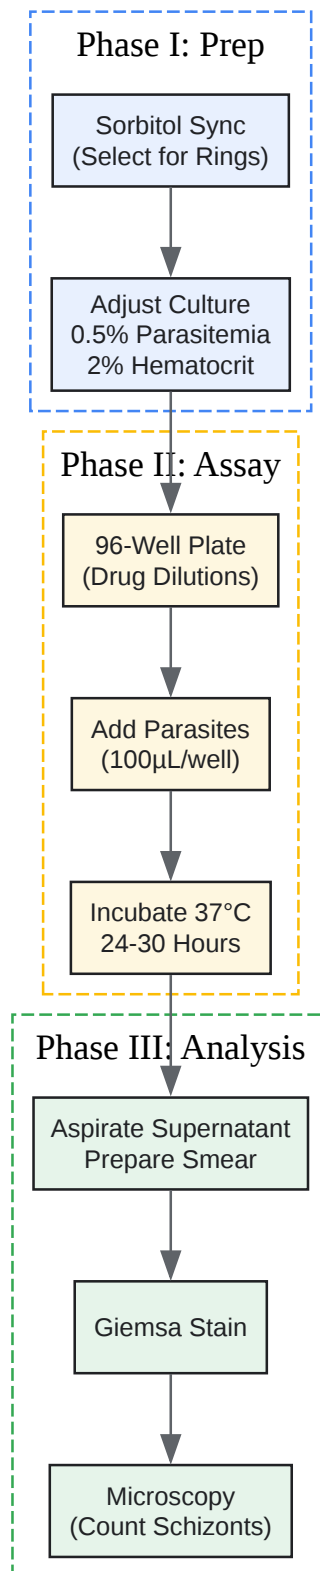 Phase I: Prep
Sorbitol Sync
(Select for Rings)
Adjust Culture
0.5% Parasitemia
2% Hematocrit
Phase II: Assay
96-Well Plate
(Drug Dilutions)
Add Parasites
(100µL/well)
Incubate 37°C
24-30 Hours
Phase III: Analysis
Aspirate Supernatant
Prepare Smear
Giemsa Stain
Microscopy
(Count Schizonts)